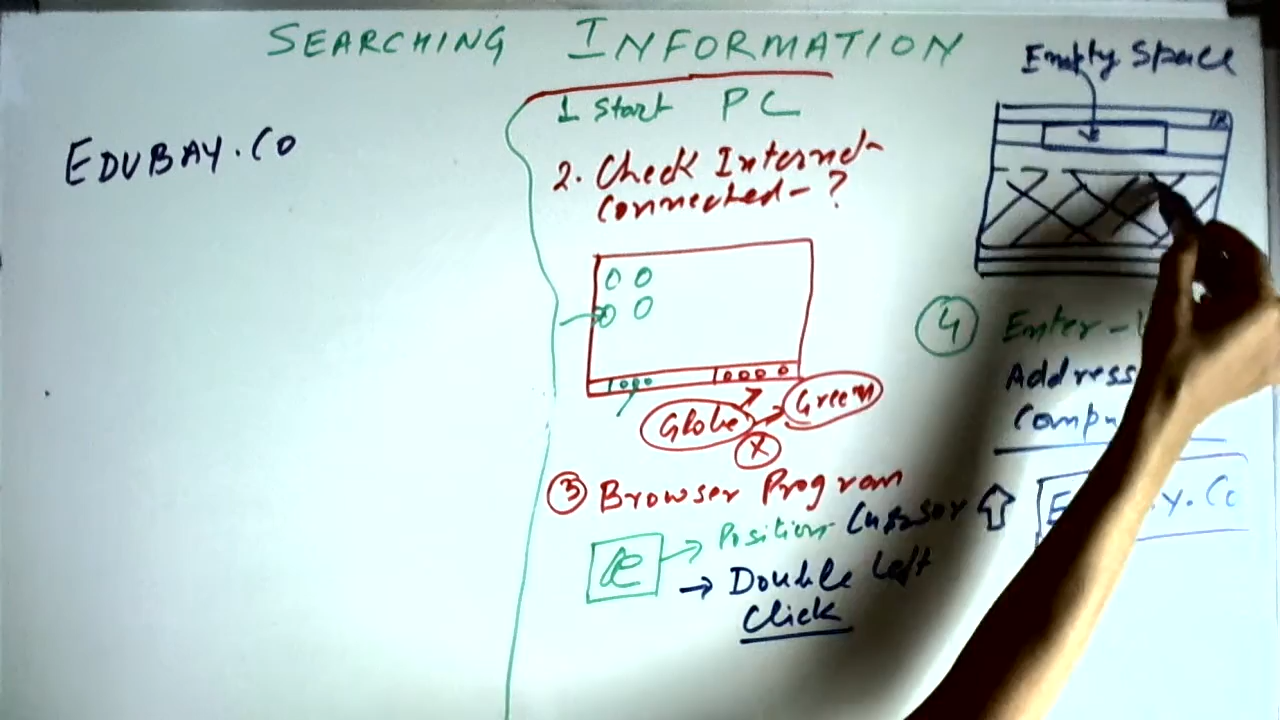 SEARCHING INFORMATION
EDUBAY.CO
1 Start PC
2. Check Internet
Connected - ?
Globe
Green
X
3 Browser Program
e
→ Position Cursor
→ Double Left
Click
Empty Space
4 Enter -
Address